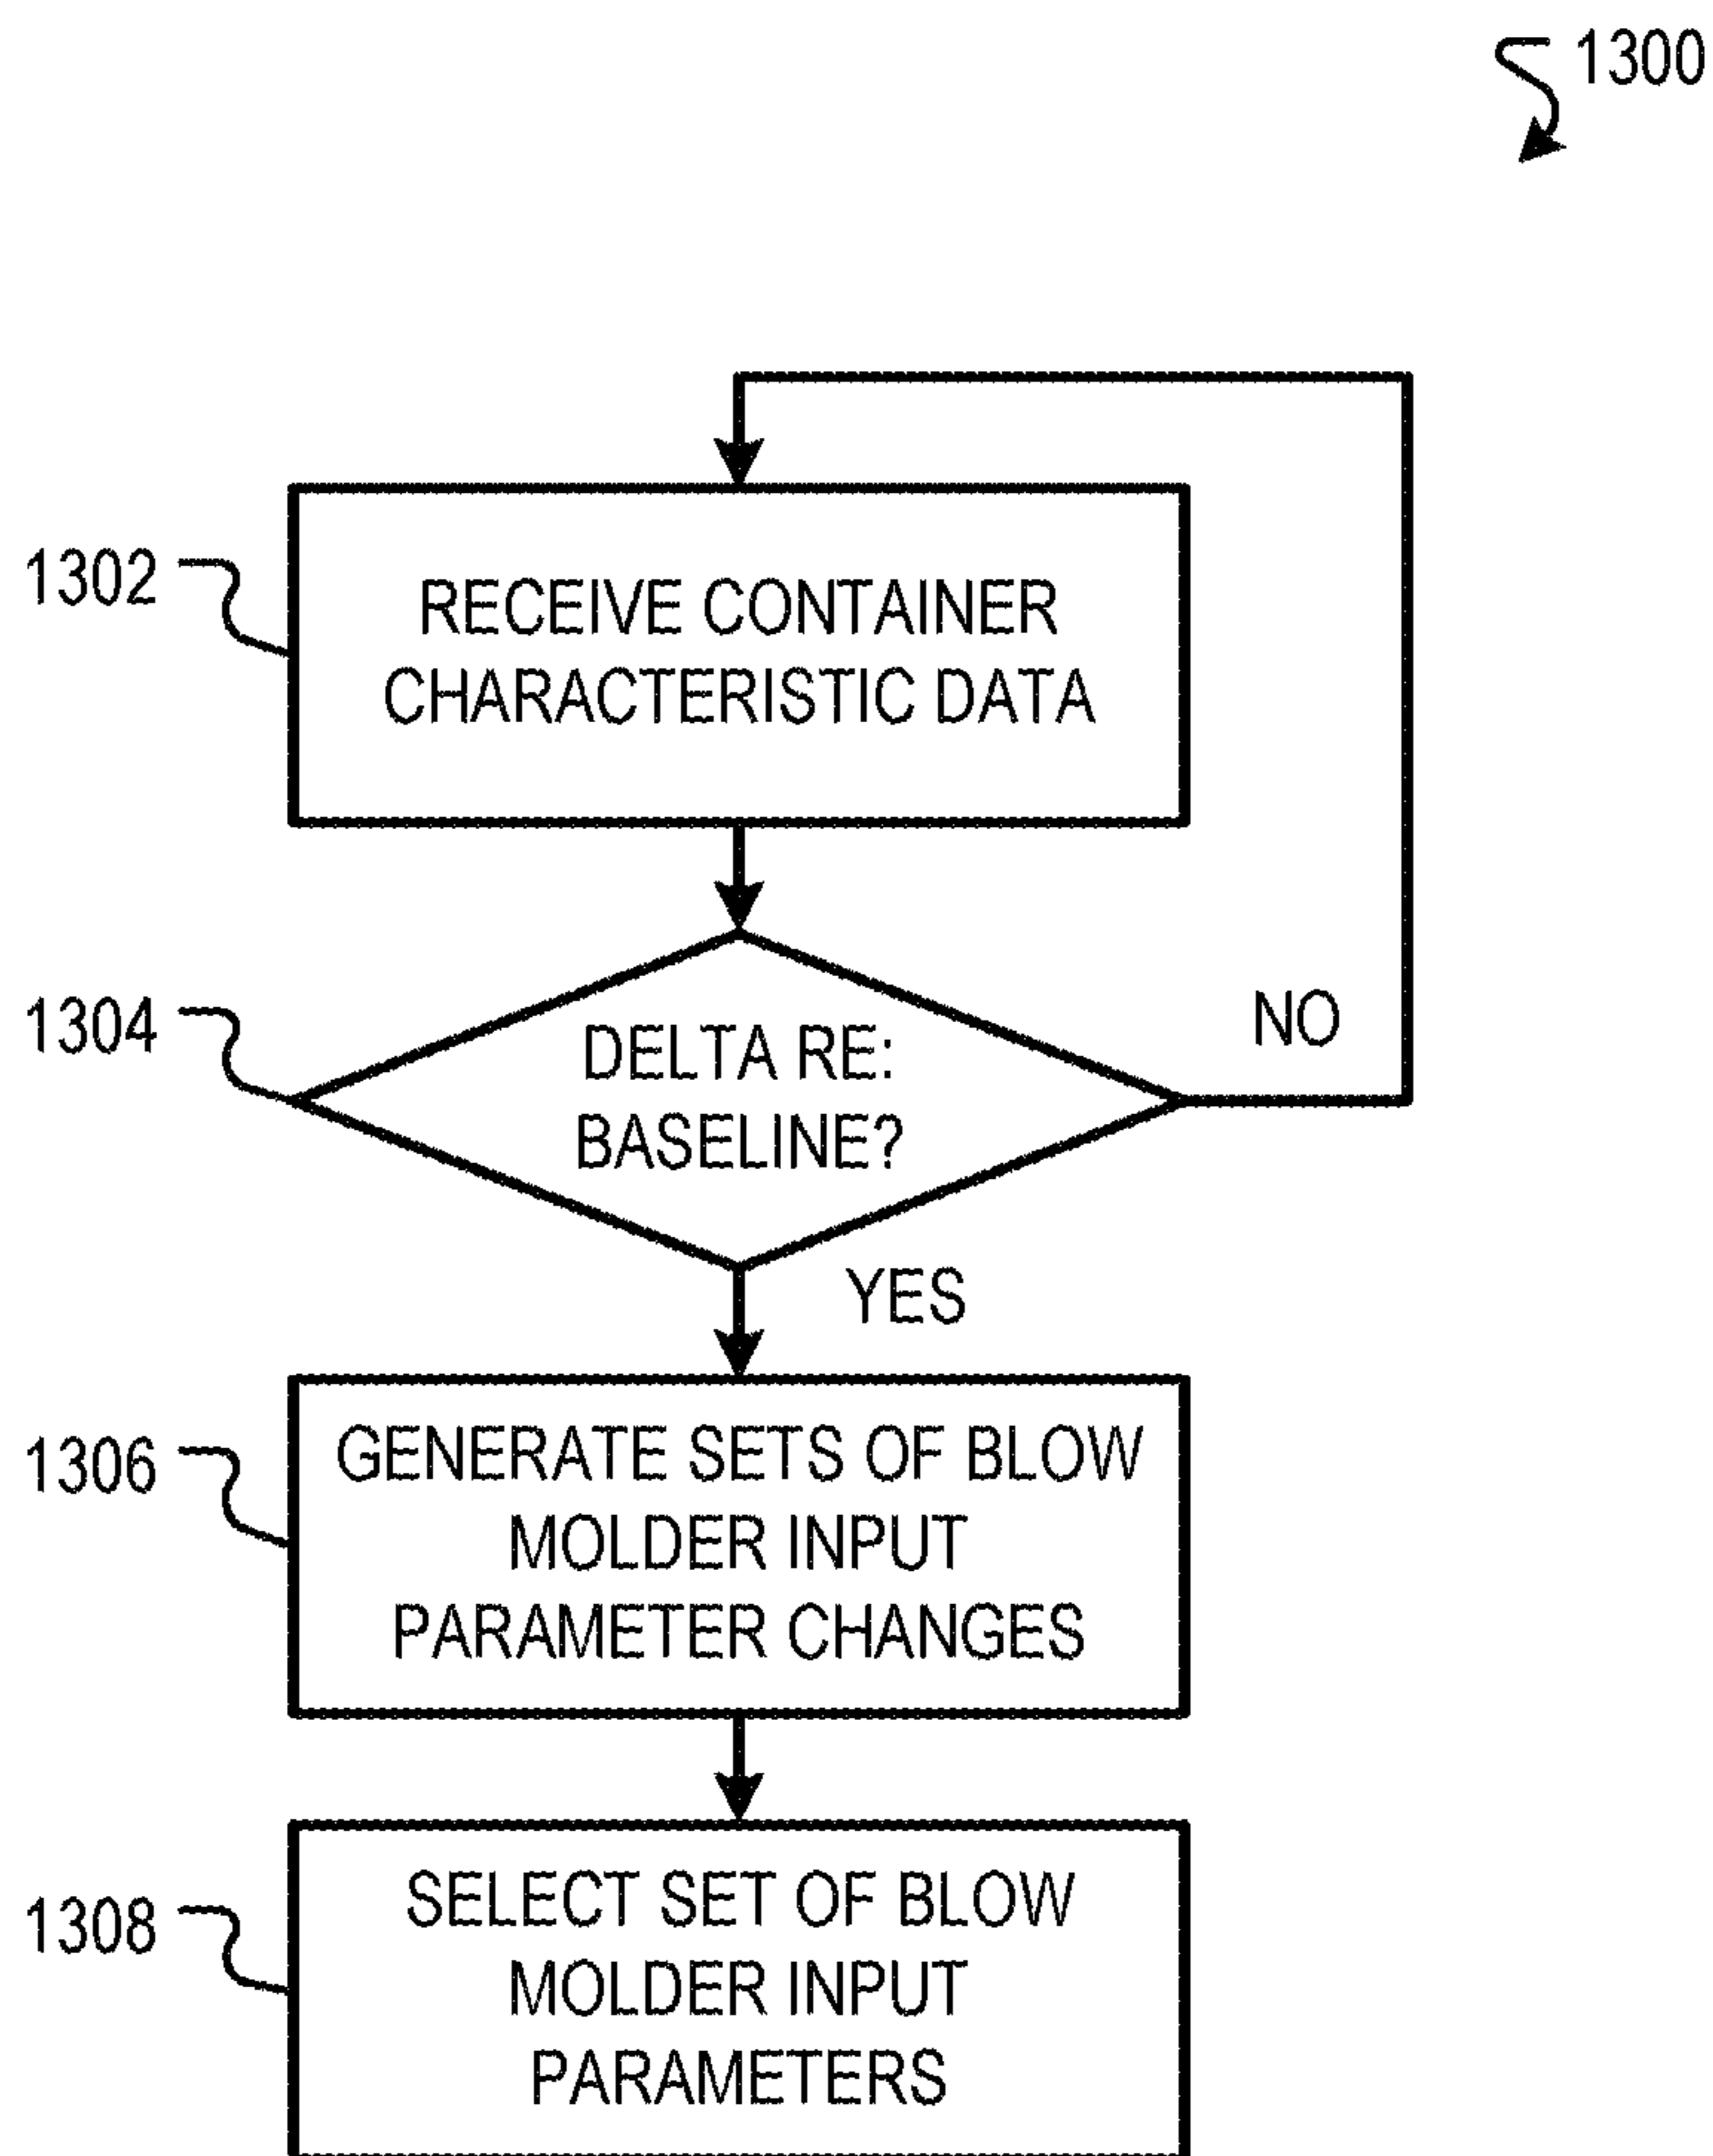 1300
1302
RECEIVE CONTAINER
CHARACTERISTIC DATA
1304
DELTA RE:
BASELINE?
NO
YES
1306
GENERATE SETS OF BLOW
MOLDER INPUT
PARAMETER CHANGES
1308
SELECT SET OF BLOW
MOLDER INPUT
PARAMETERS